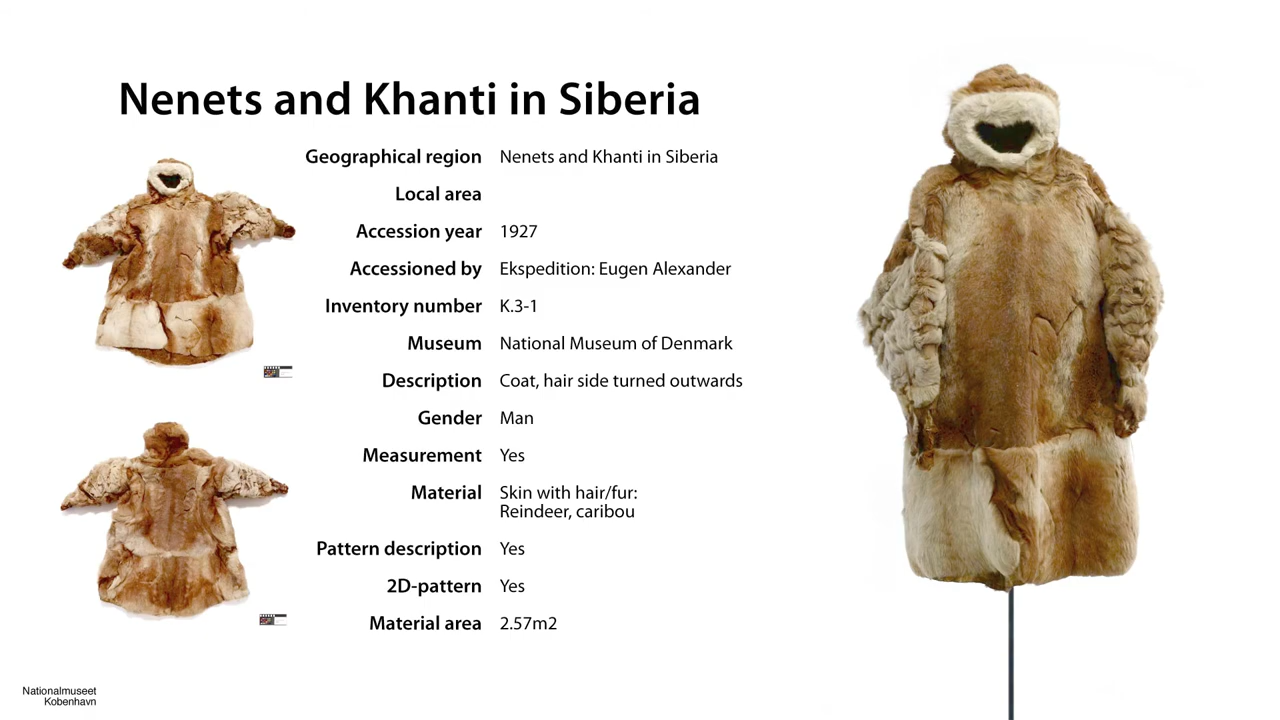 Nenets and Khanti in Siberia
Geographical region Nenets and Khanti in Siberia
Local area
Accession year 1927
Accessioned by Ekspedition: Eugen Alexander
Inventory number K.3-1
Museum National Museum of Denmark
Description Coat, hair side turned outwards
Gender Man
Measurement Yes
Material Skin with hair/fur:
Reindeer, caribou
Pattern description Yes
2D-pattern Yes
Material area 2.57m2
Nationalmuseet
Kobenhavn